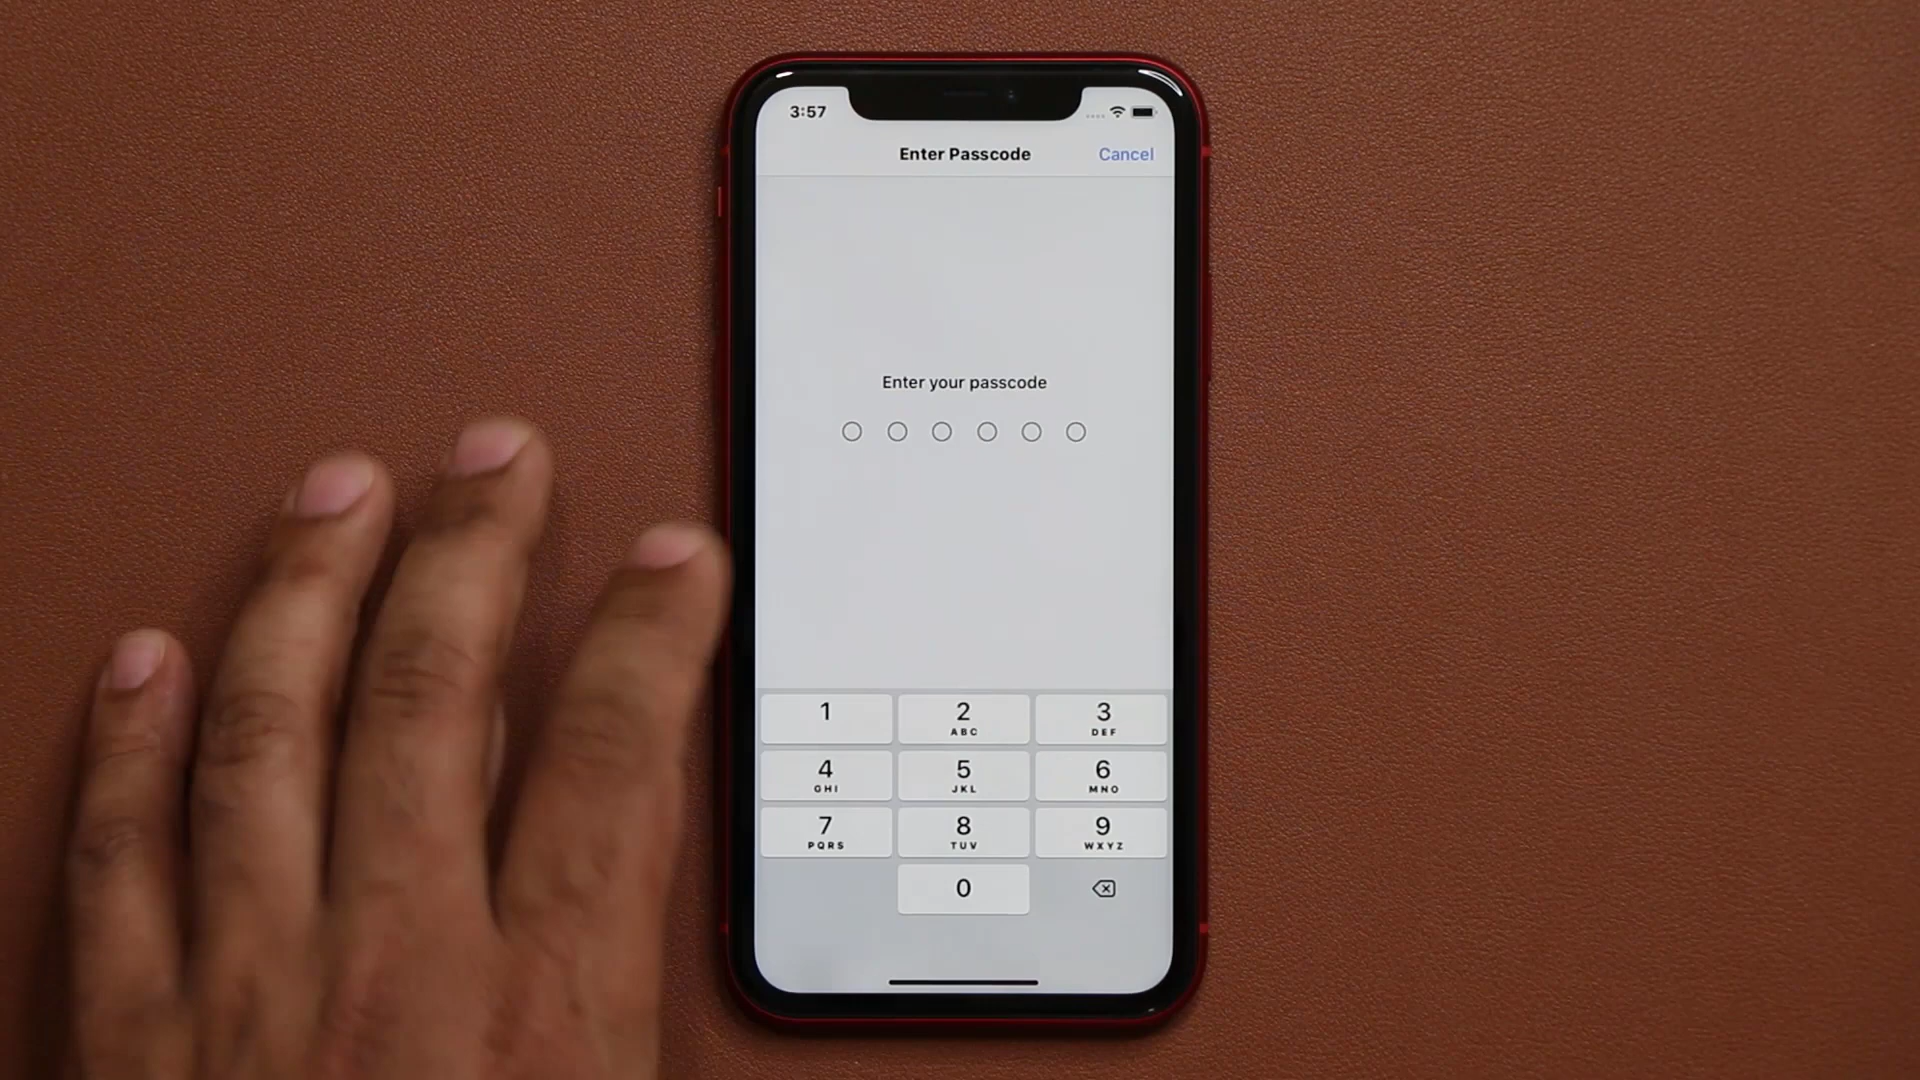 3:57
Enter Passcode Cancel
Enter your passcode
1 2 3
ABC DEF
4 5 6
GHI JKL MNO
7 8 9
PQRS TUV WXYZ
0